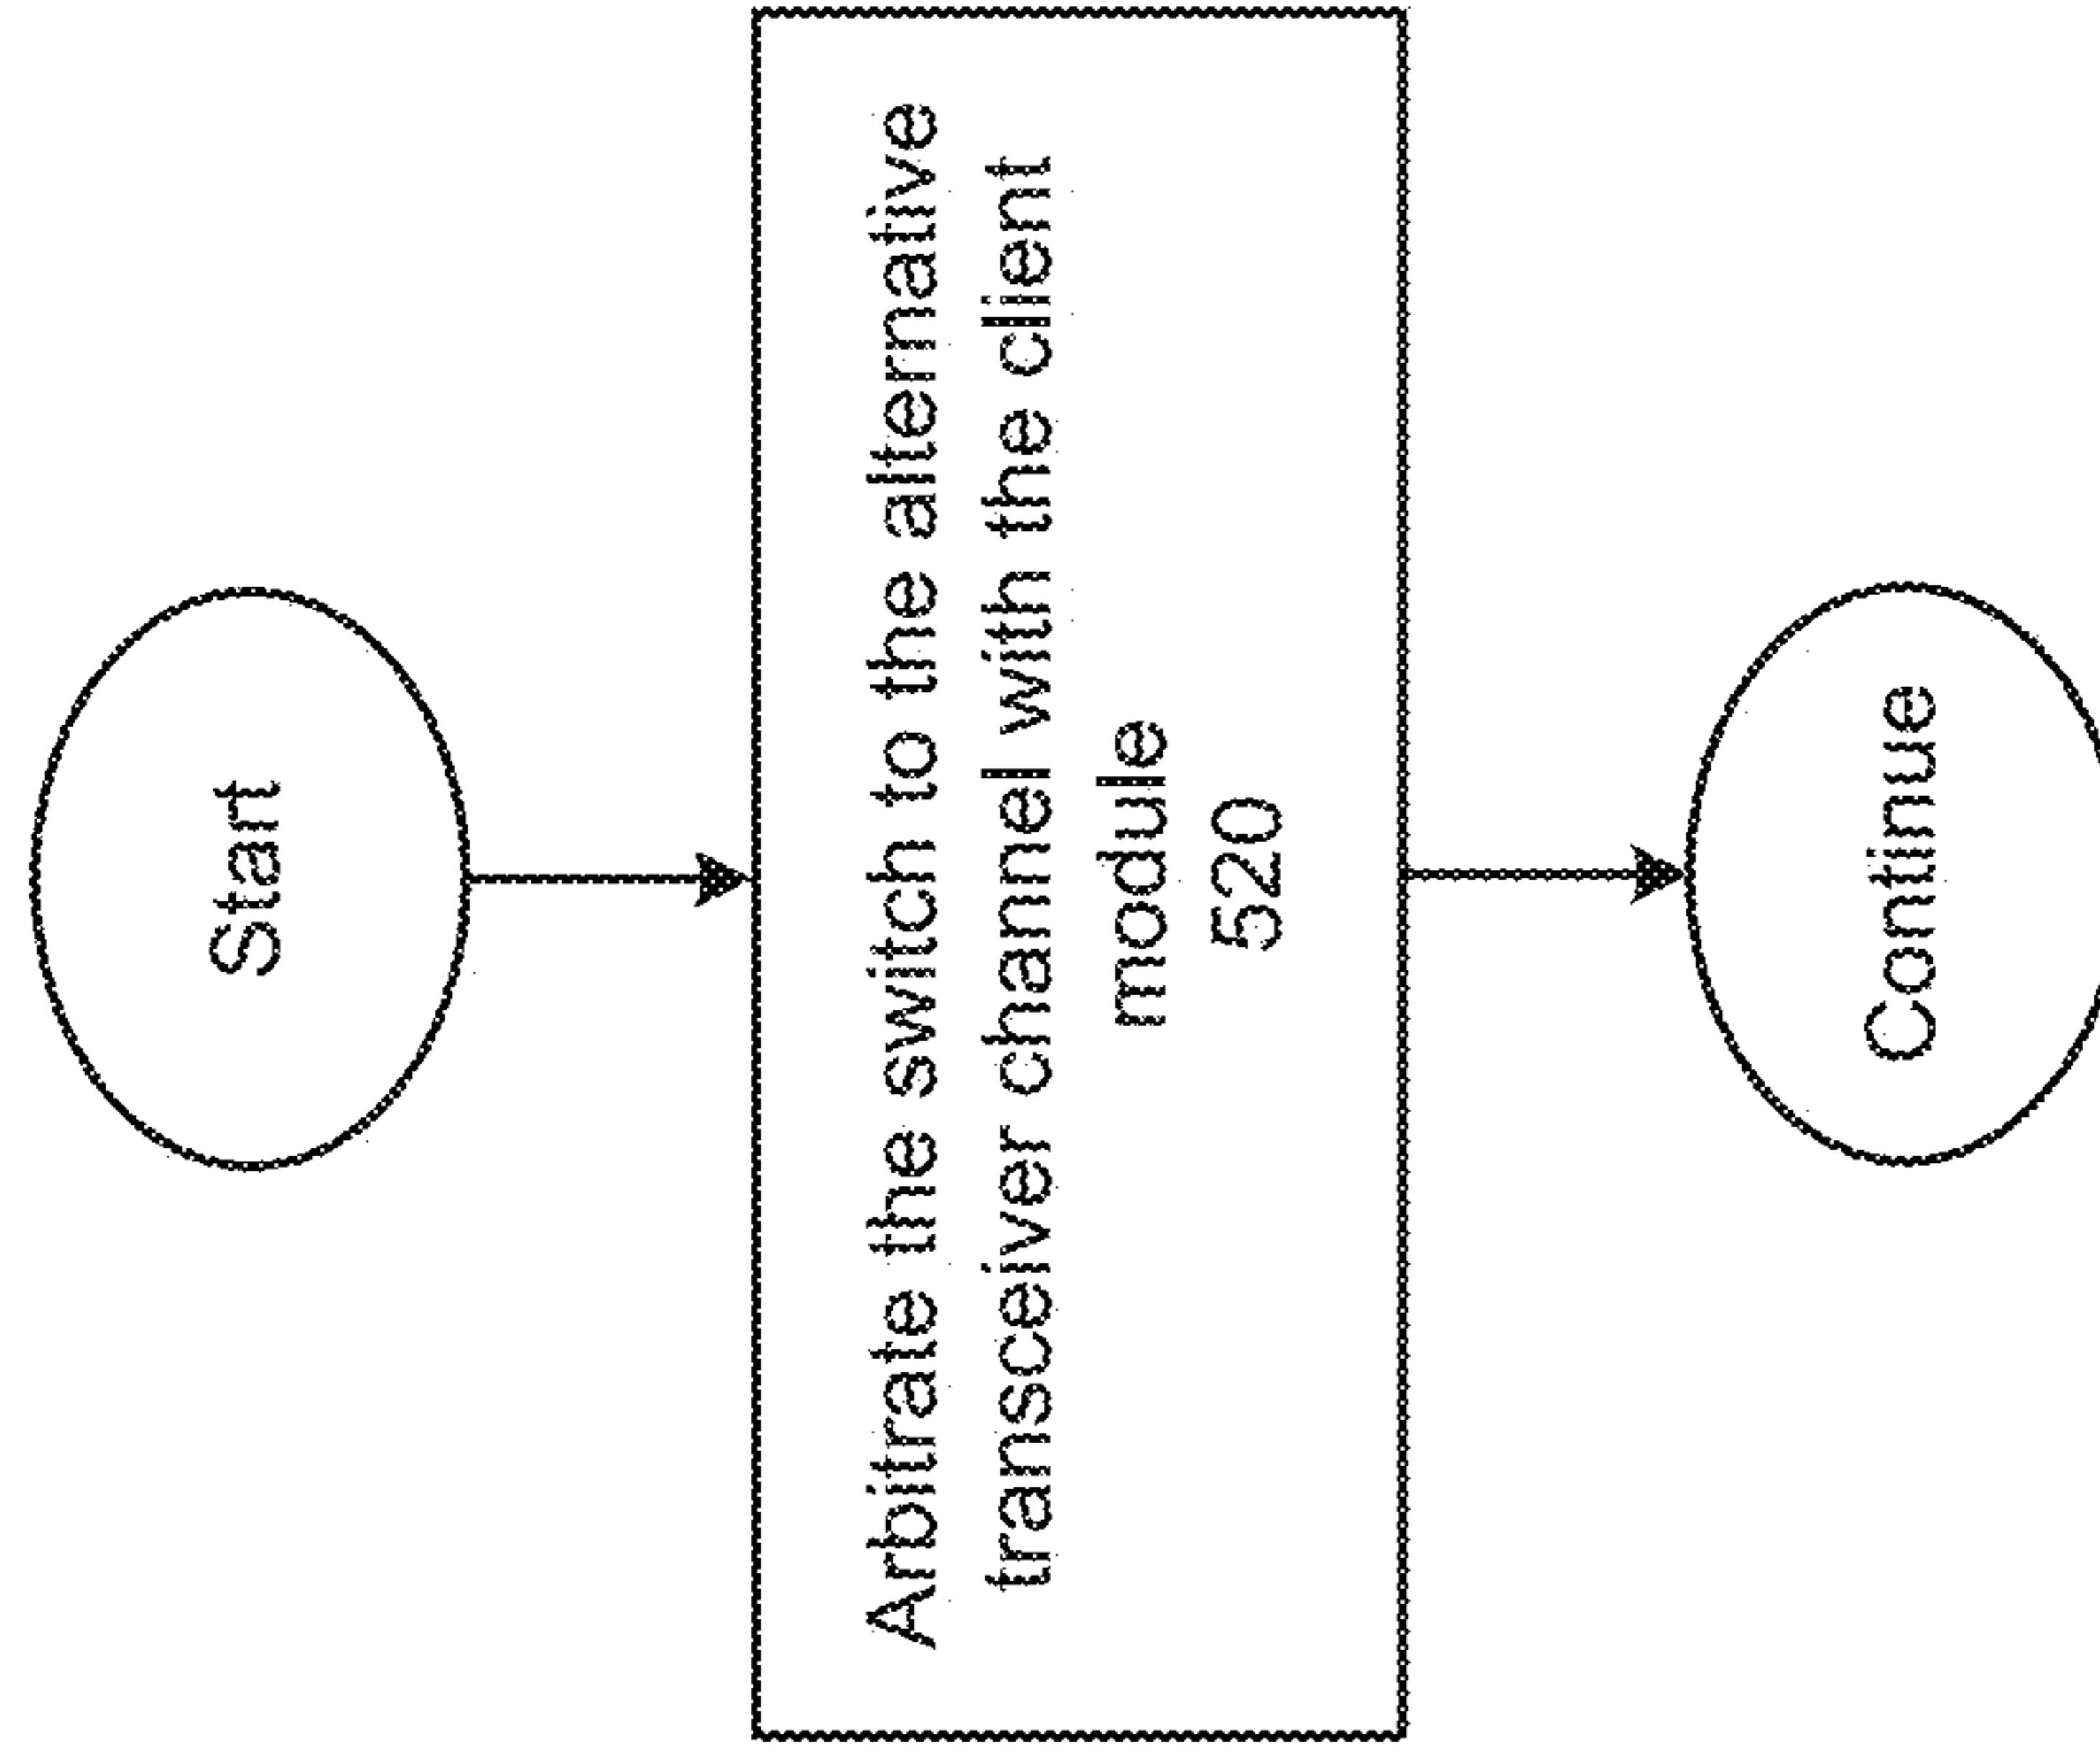 Start
Arbitrate the switch to the alternative
transceiver channel with the client
module
520
Continue